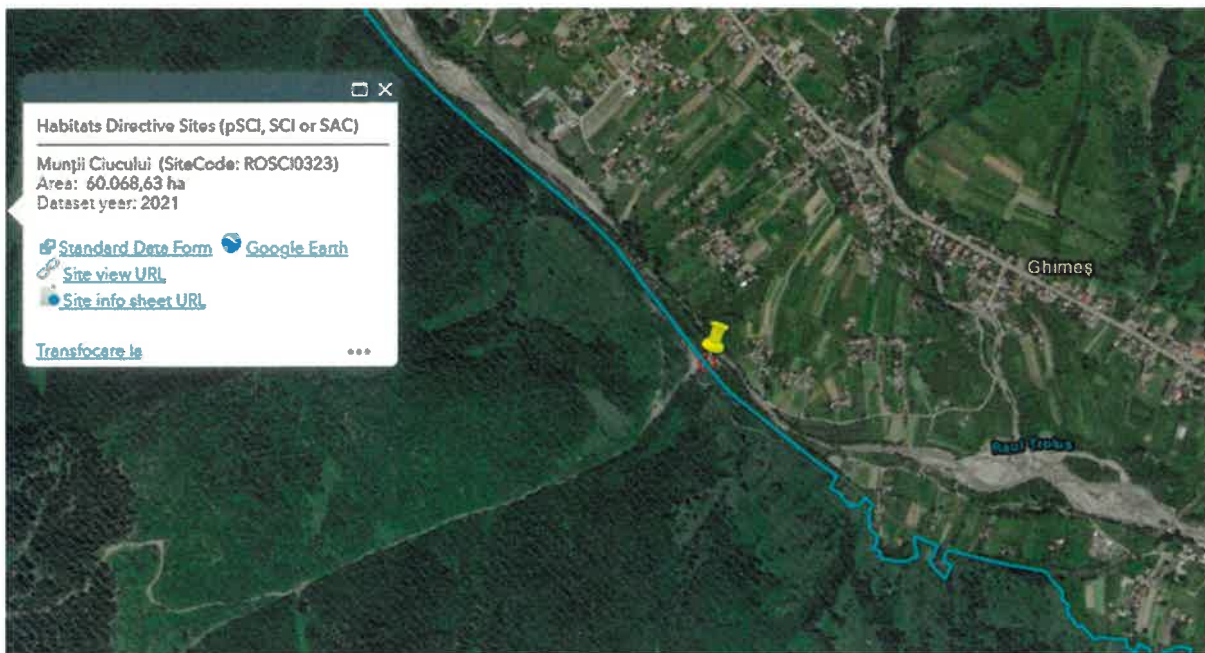 Habitats Directive Sites (pSCI, SCI or SAC)
Munții Ciucului (SiteCode: ROSCI0323)
Area: 60.068,63 ha
Dataset year: 2021
Standard Data Form Google Earth
Site view URL
Site info sheet URL
Transfocare la
Ghimeș
Raul Trotus